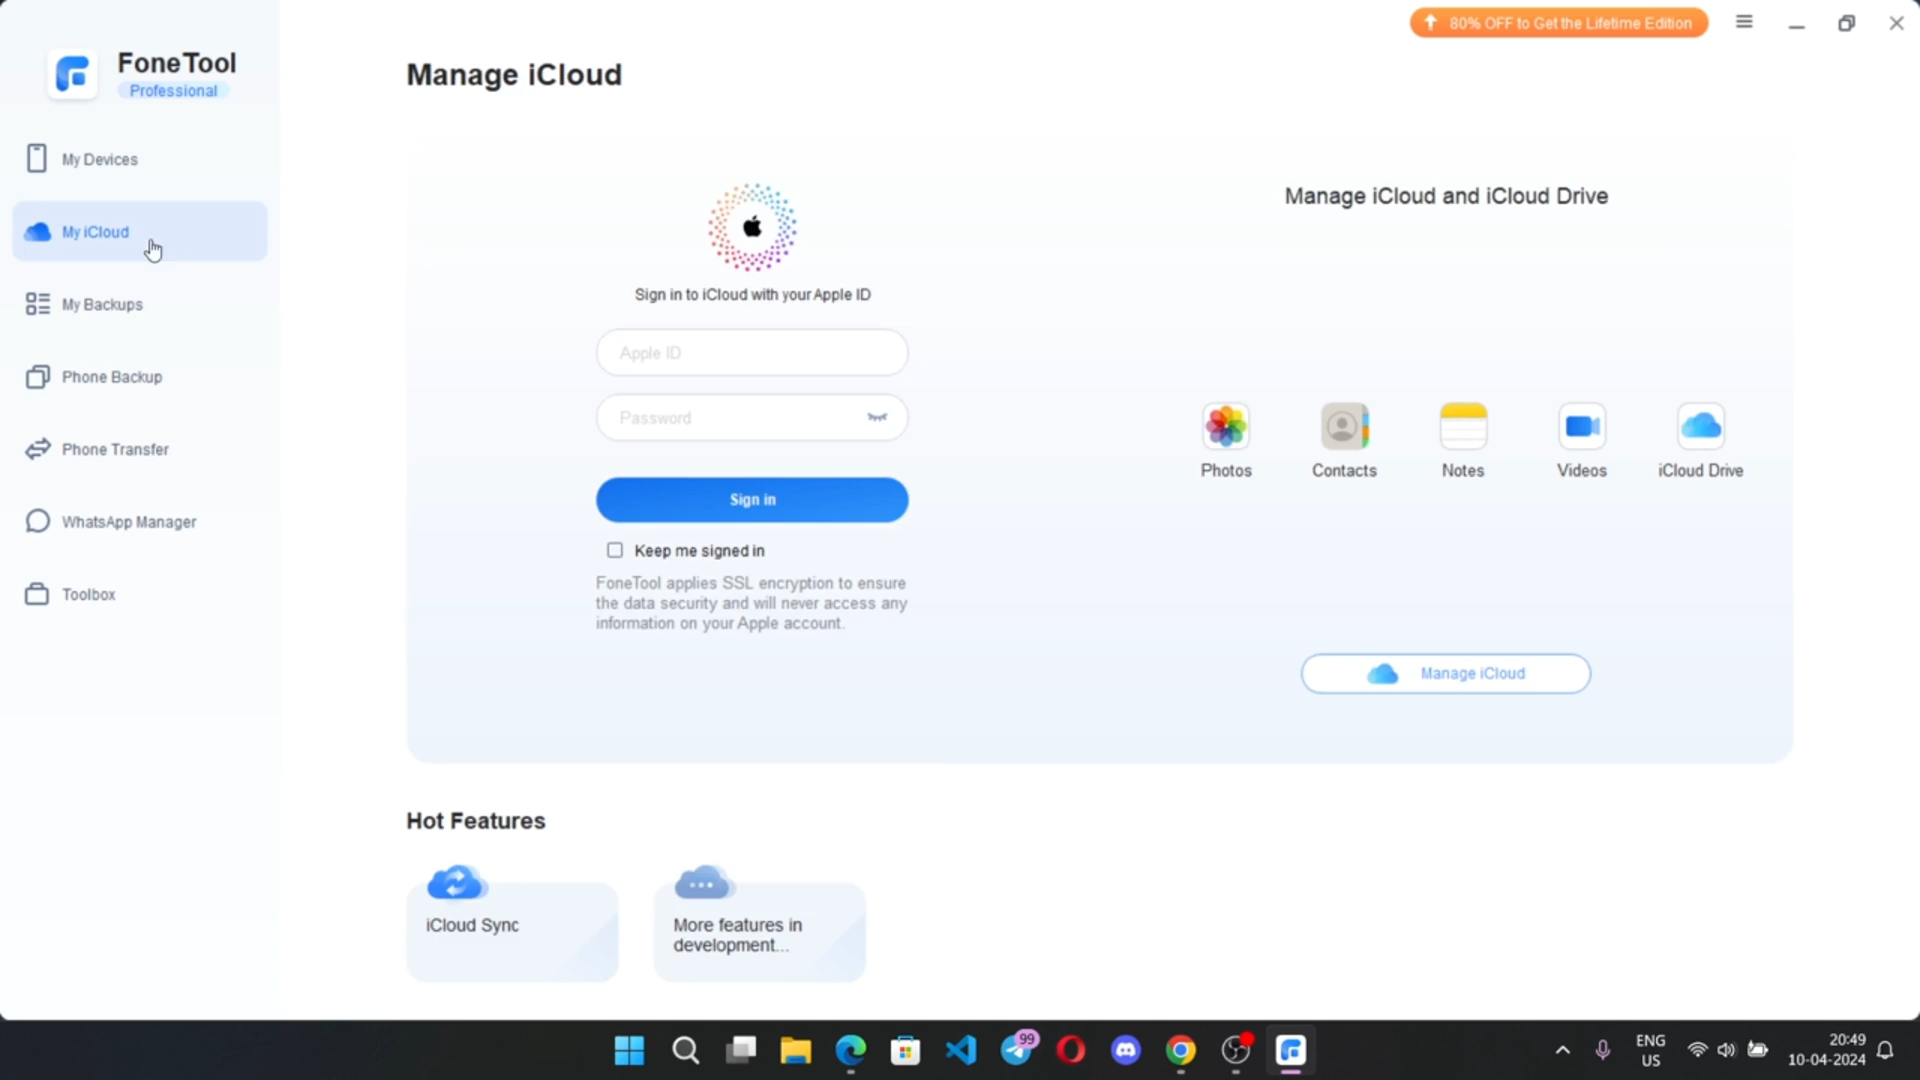 FoneTool
Professional
80% OFF to Get the Lifetime Edition
My Devices
My iCloud
My Backups
Phone Backup
Phone Transfer
WhatsApp Manager
Toolbox
Manage iCloud
Sign in to iCloud with your Apple ID
Apple ID
Password
Sign in
Keep me signed in
FoneTool applies SSL encryption to ensure
the data security and will never access any
information on your Apple account.
Manage iCloud and iCloud Drive
Photos
Contacts
Notes
Videos
iCloud Drive
Manage iCloud
Hot Features
iCloud Sync
More features in
development...
99
ENG
US
20:49
10-04-2024